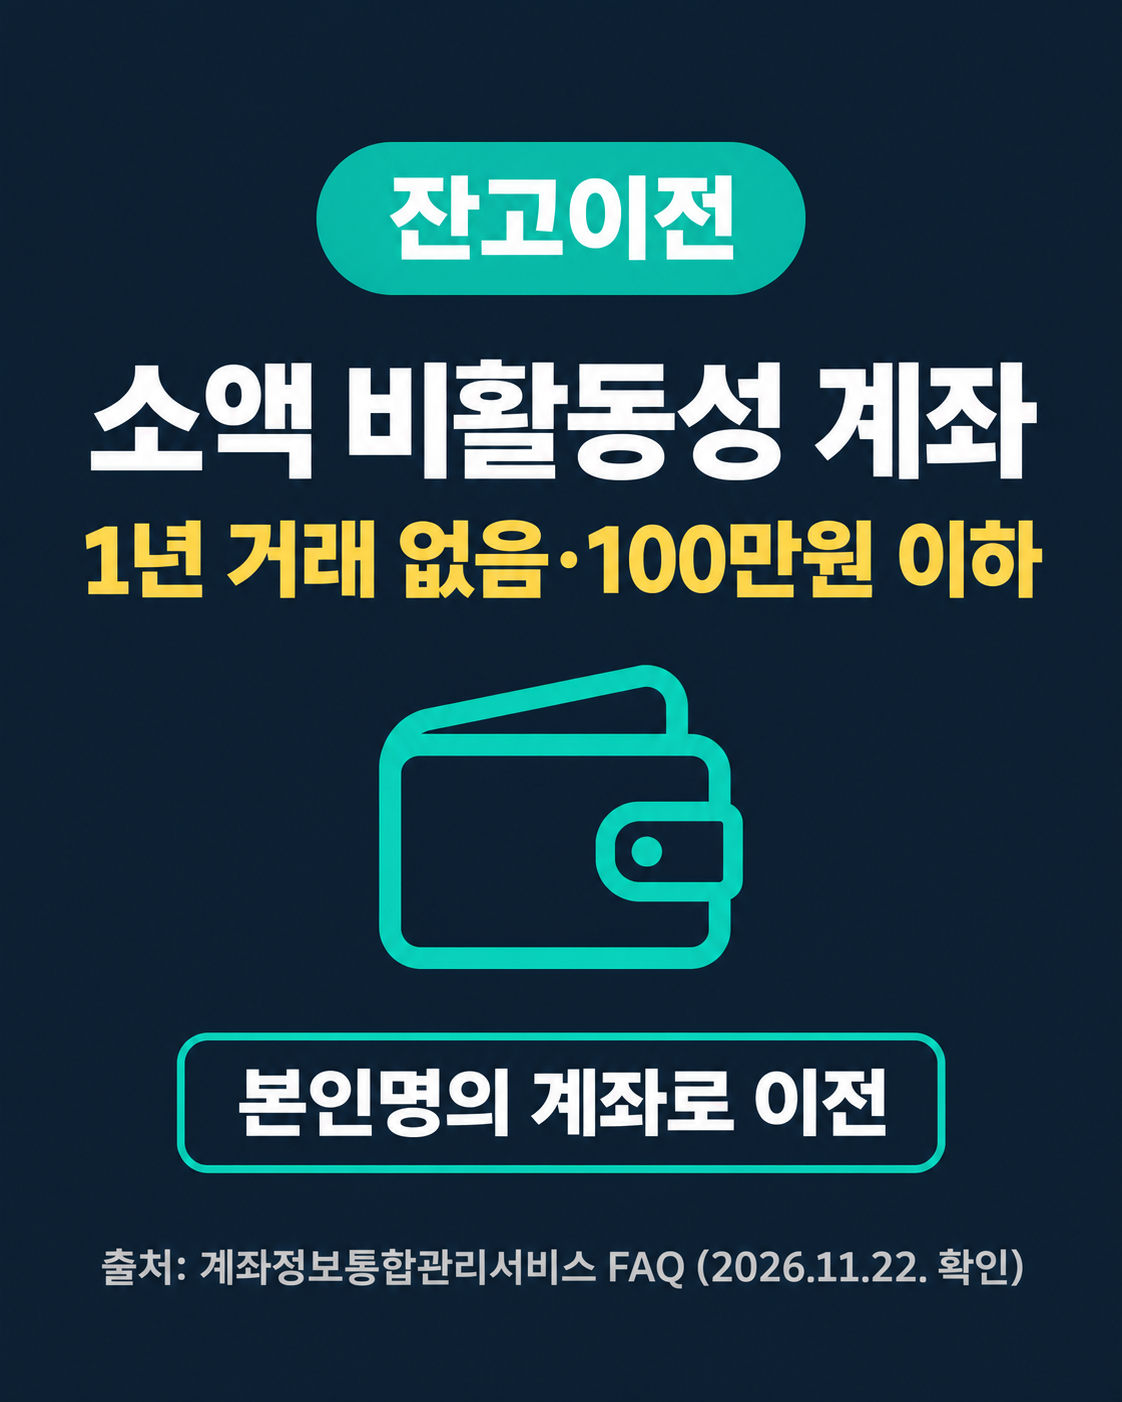 잔고이전
소액 비활동성 계좌
1년 거래 없음·100만원 이하
본인명의 계좌로 이전
출처: 계좌정보통합관리서비스 FAQ (2026.11.22. 확인)